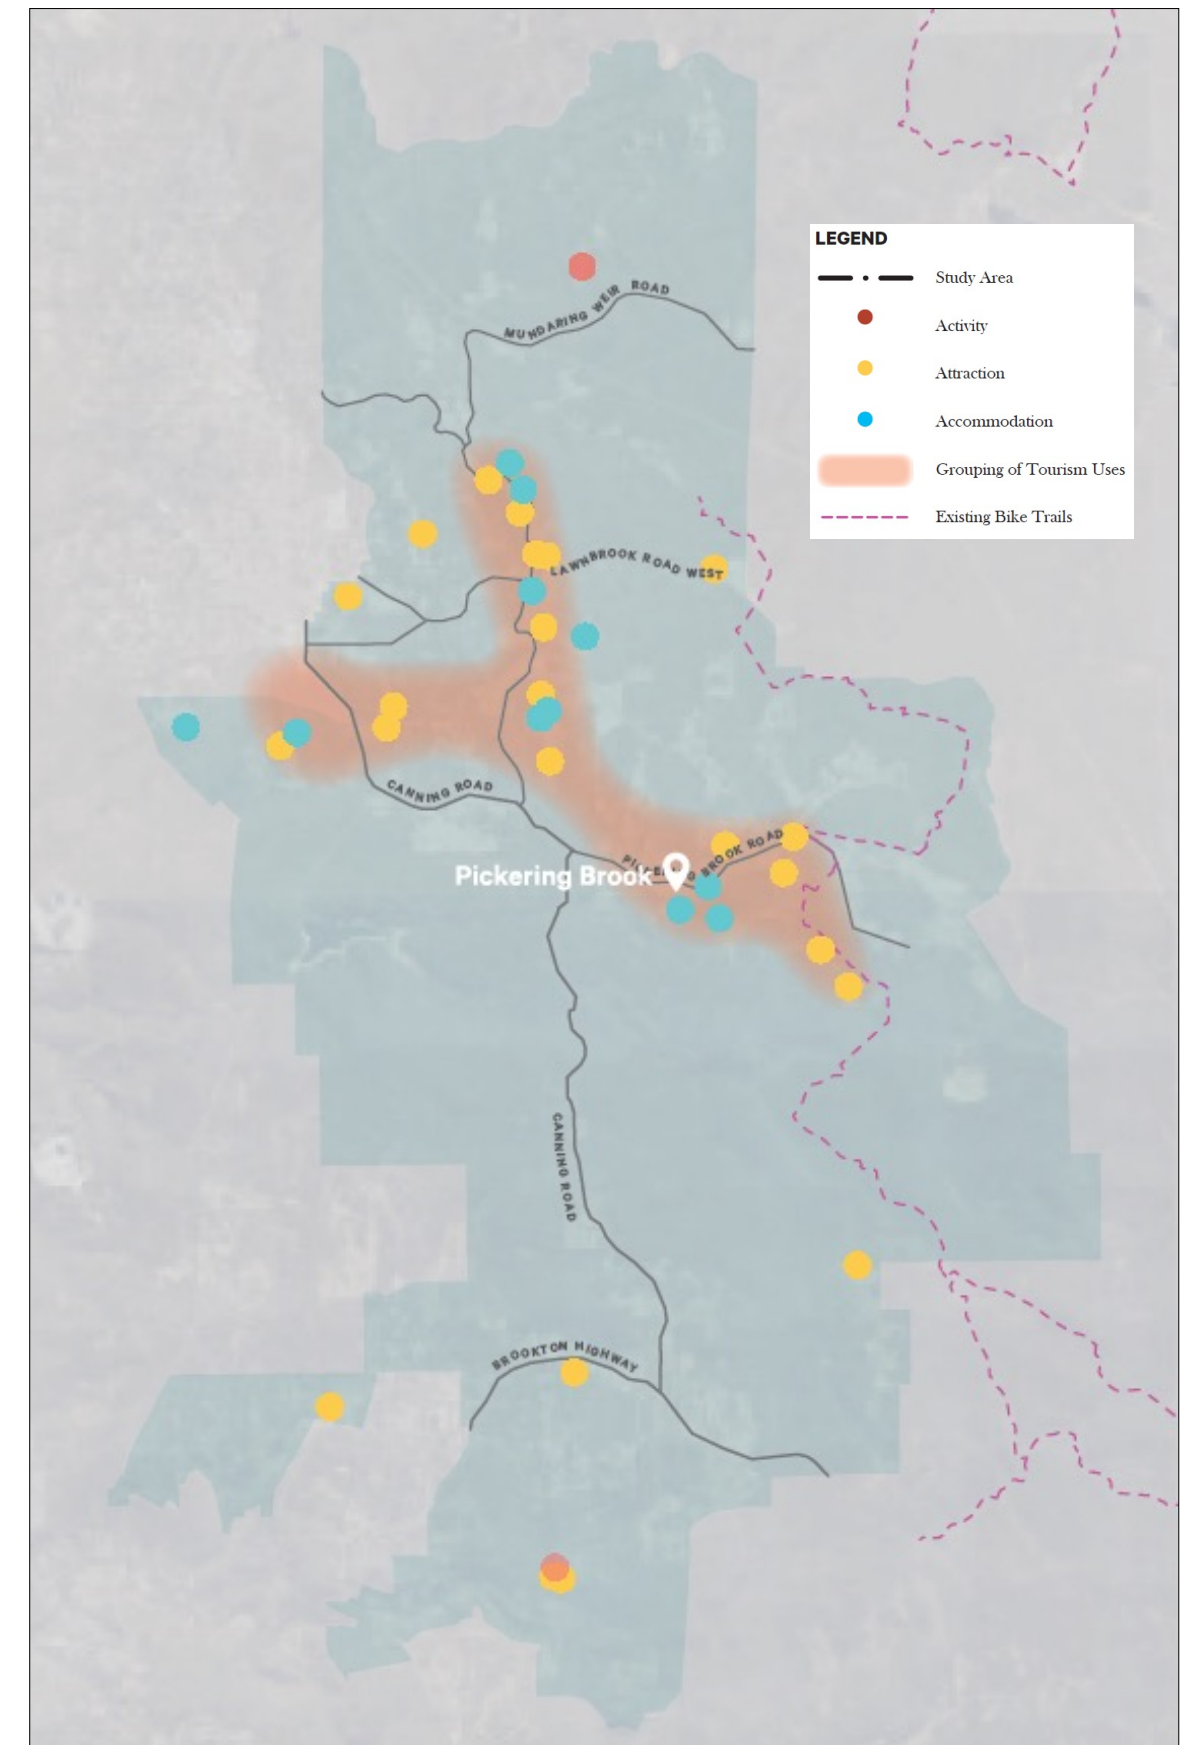 LEGEND
Study Area
Activity
Attraction
Accommodation
Grouping of Tourism Uses
Existing Bike Trails
MUNDARING WEIR ROAD
LAWNBROOK ROAD WEST
CANNING ROAD
BROOK ROAD
Pickering Brook
CANNING ROAD
BROOKTON HIGHWAY